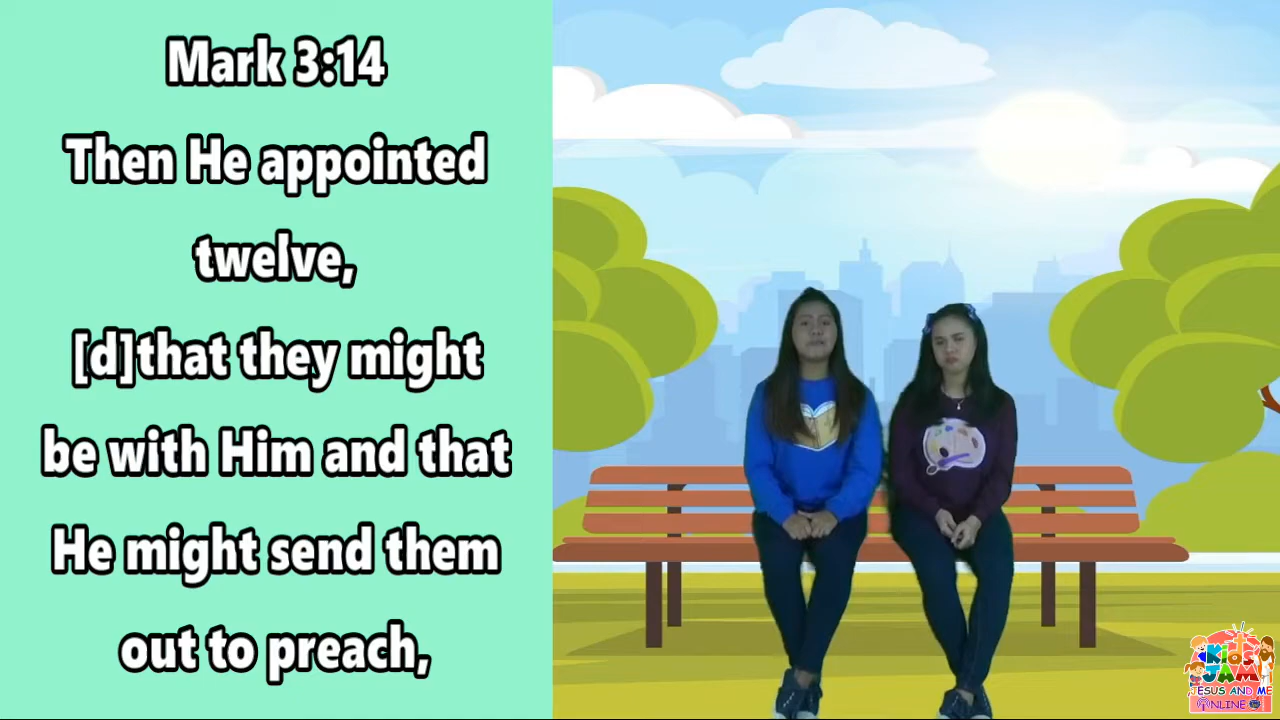 Mark 3:14
Then He appointed
twelve,
[d]that they might
be with Him and that
He might send them
out to preach,
Kids
JAM
JESUS AND ME
ONLINE